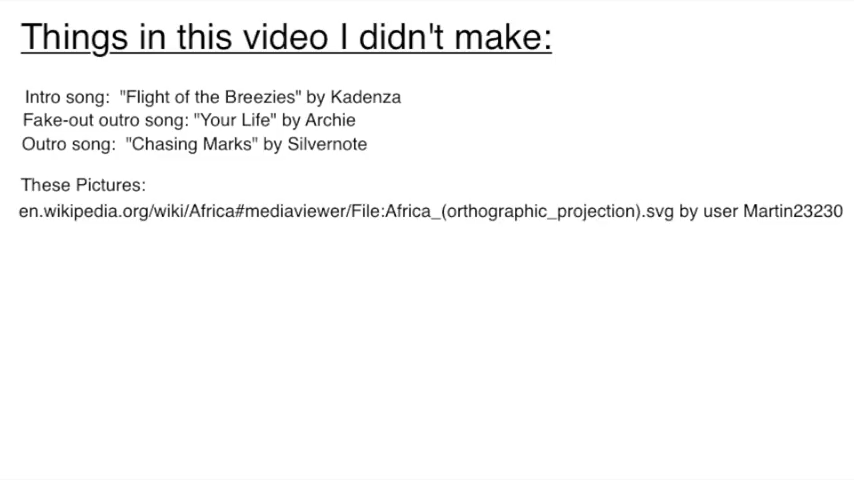 Things in this video I didn't make:
Intro song: "Flight of the Breezies" by Kadenza
Fake-out outro song: "Your Life" by Archie
Outro song: "Chasing Marks" by Silvernote
These Pictures:
en.wikipedia.org/wiki/Africa#mediaviewer/File:Africa_(orthographic_projection).svg by user Martin23230